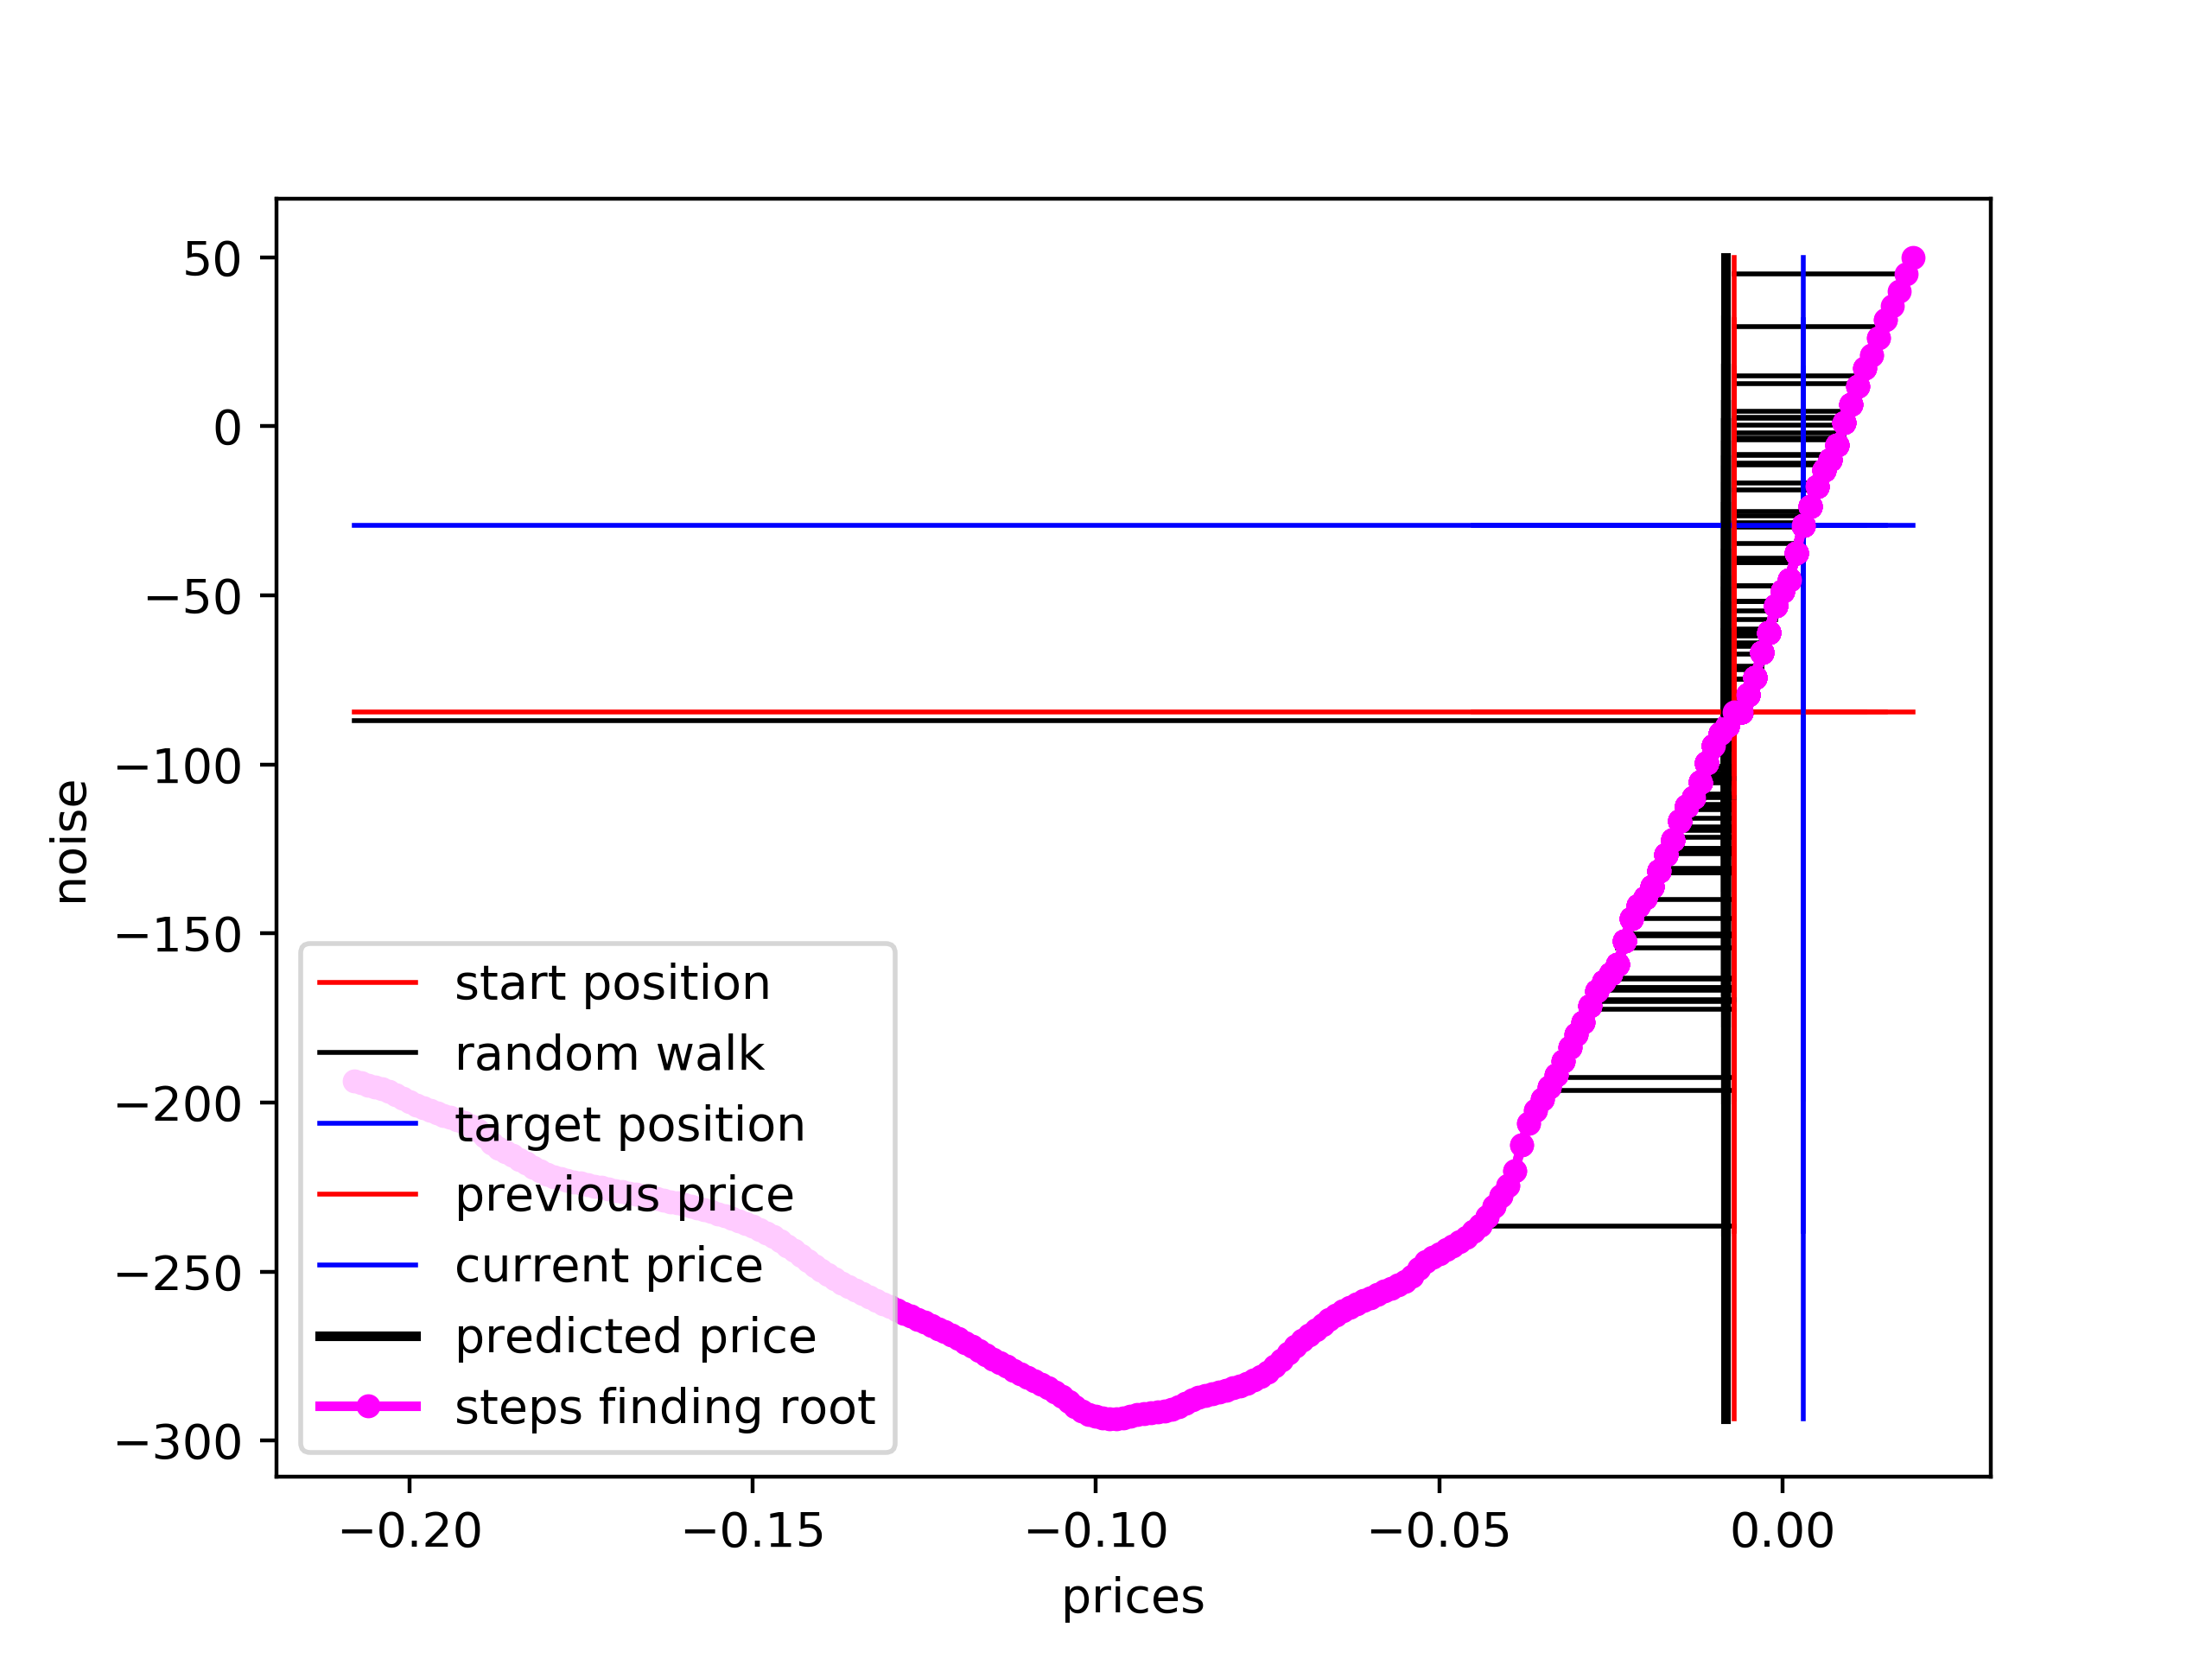 50
0
−50
−100
−150
−200
−250
−300
noise
start position
random walk
target position
previous price
current price
predicted price
steps finding root
−0.20 −0.15 −0.10 −0.05 0.00
prices